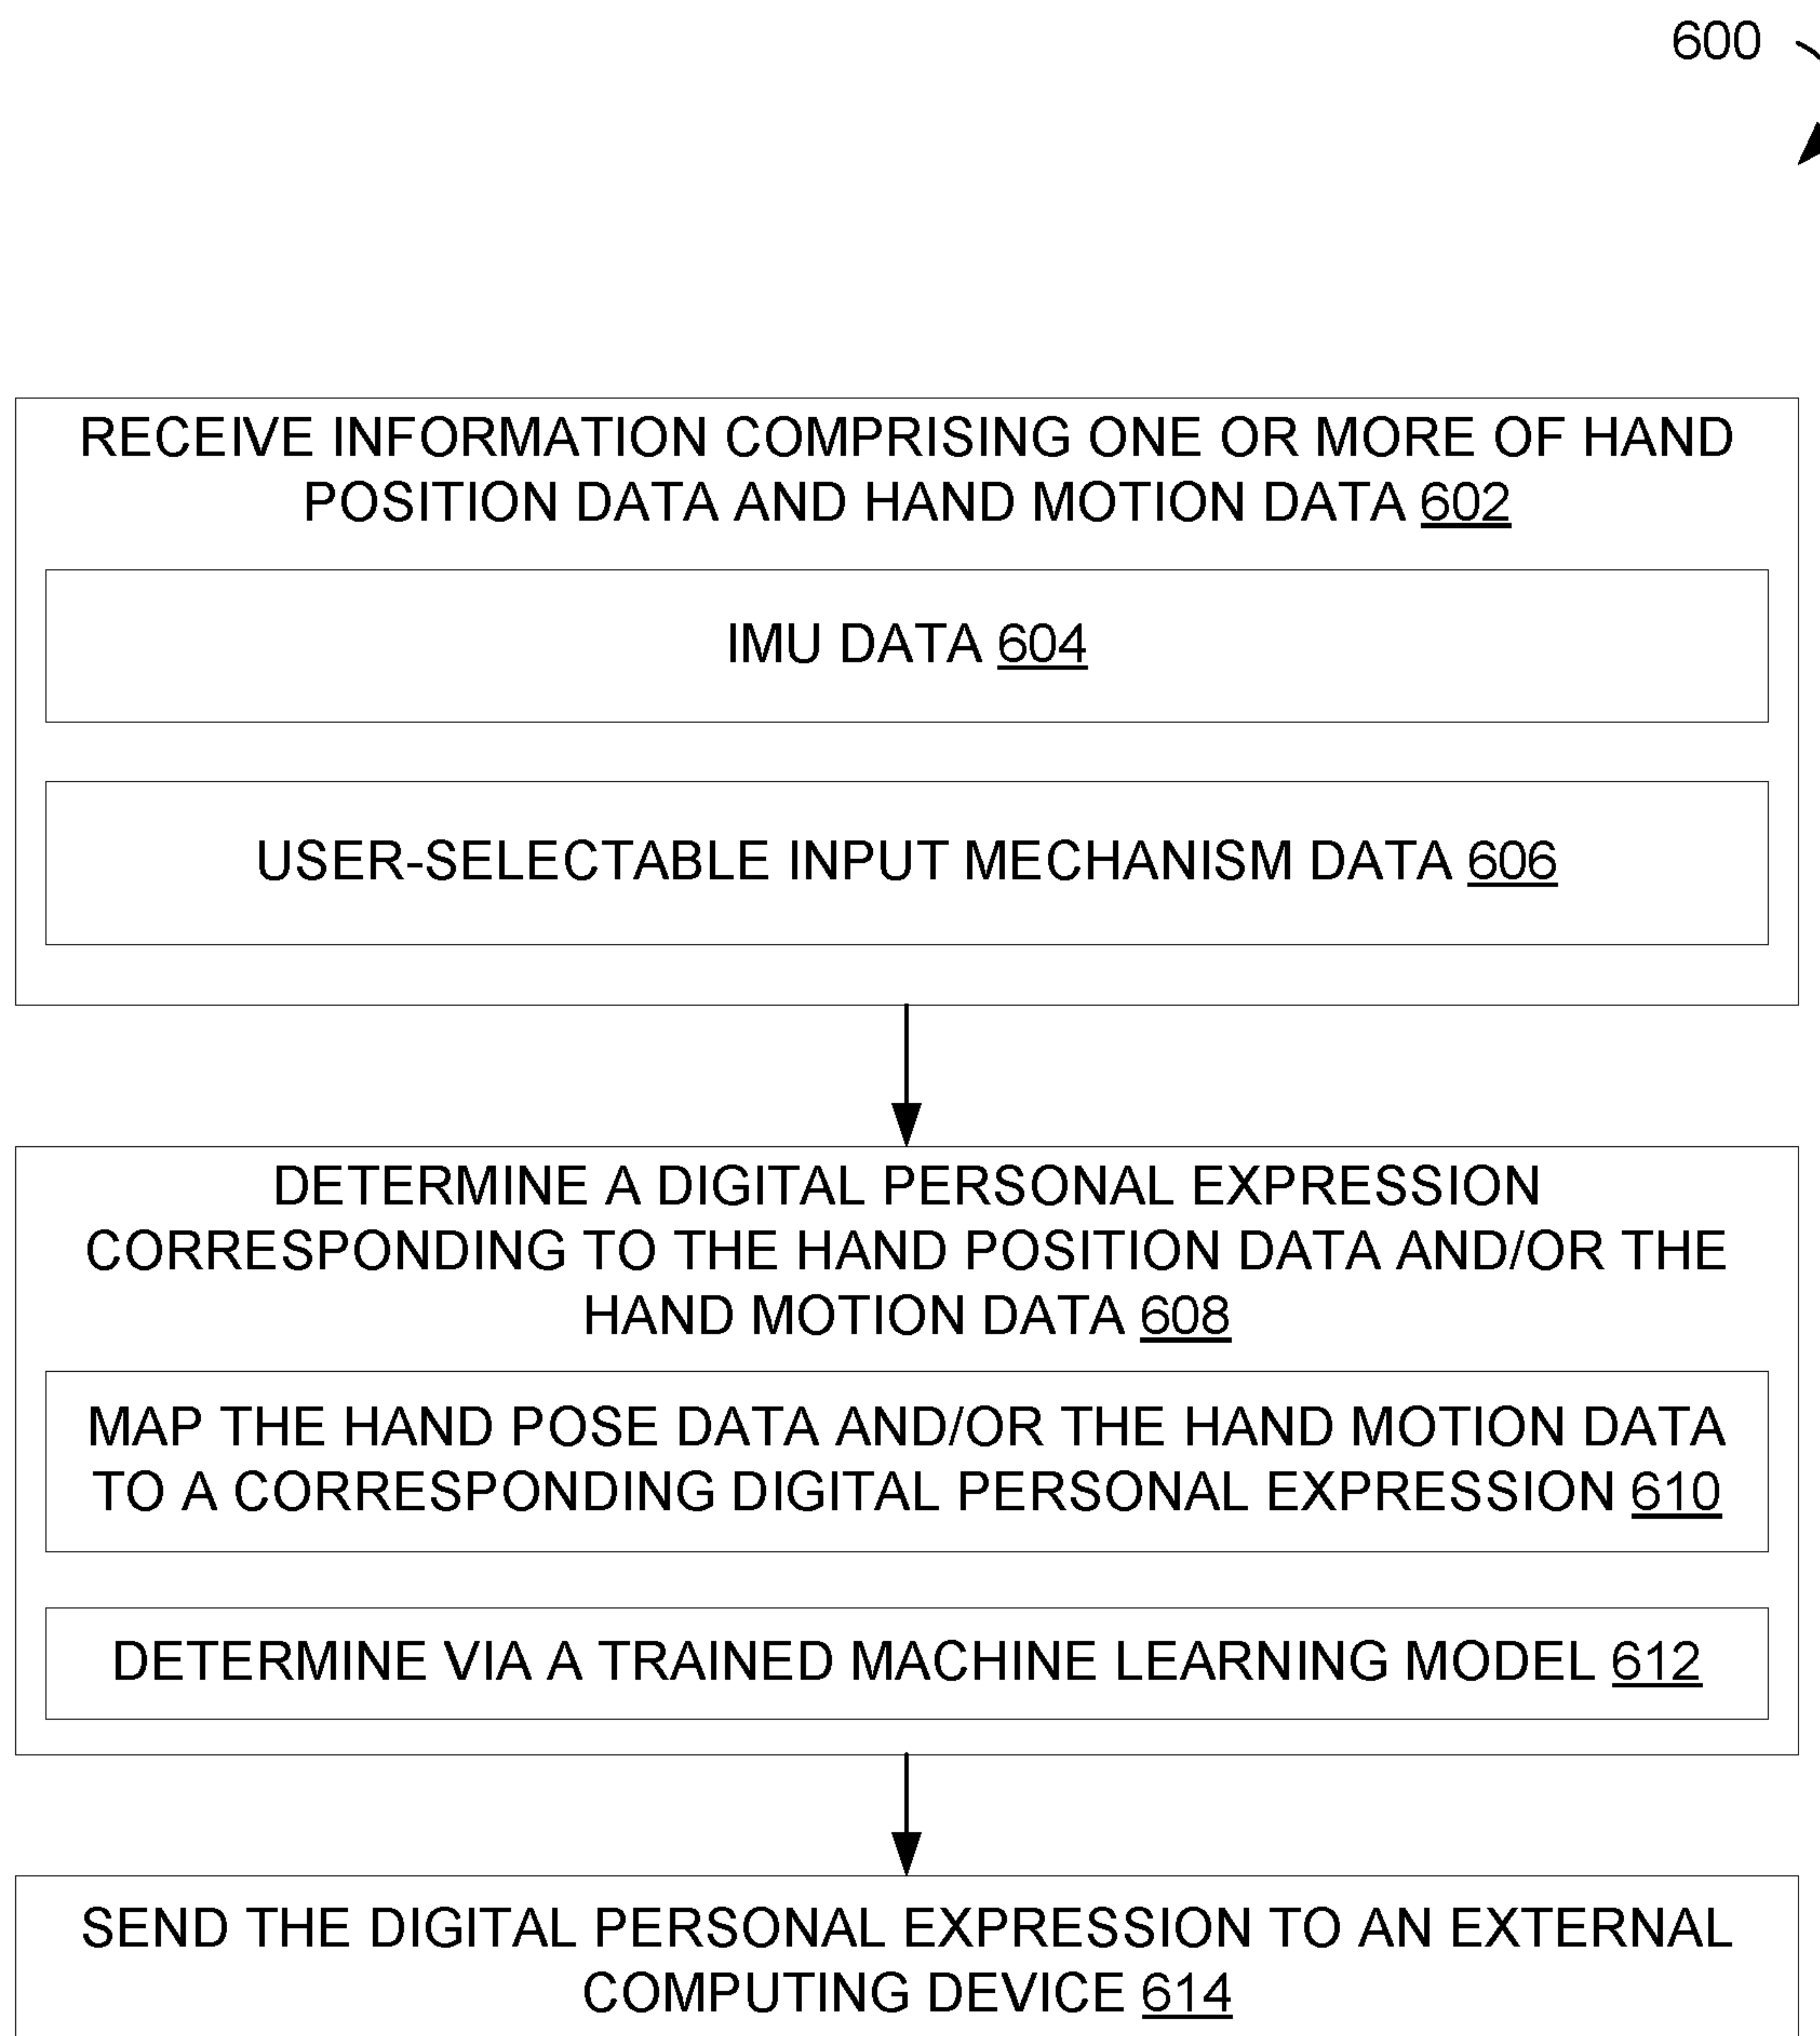 600
RECEIVE INFORMATION COMPRISING ONE OR MORE OF HAND
POSITION DATA AND HAND MOTION DATA 602
IMU DATA 604
USER-SELECTABLE INPUT MECHANISM DATA 606
DETERMINE A DIGITAL PERSONAL EXPRESSION
CORRESPONDING TO THE HAND POSITION DATA AND/OR THE
HAND MOTION DATA 608
MAP THE HAND POSE DATA AND/OR THE HAND MOTION DATA
TO A CORRESPONDING DIGITAL PERSONAL EXPRESSION 610
DETERMINE VIA A TRAINED MACHINE LEARNING MODEL 612
SEND THE DIGITAL PERSONAL EXPRESSION TO AN EXTERNAL
COMPUTING DEVICE 614